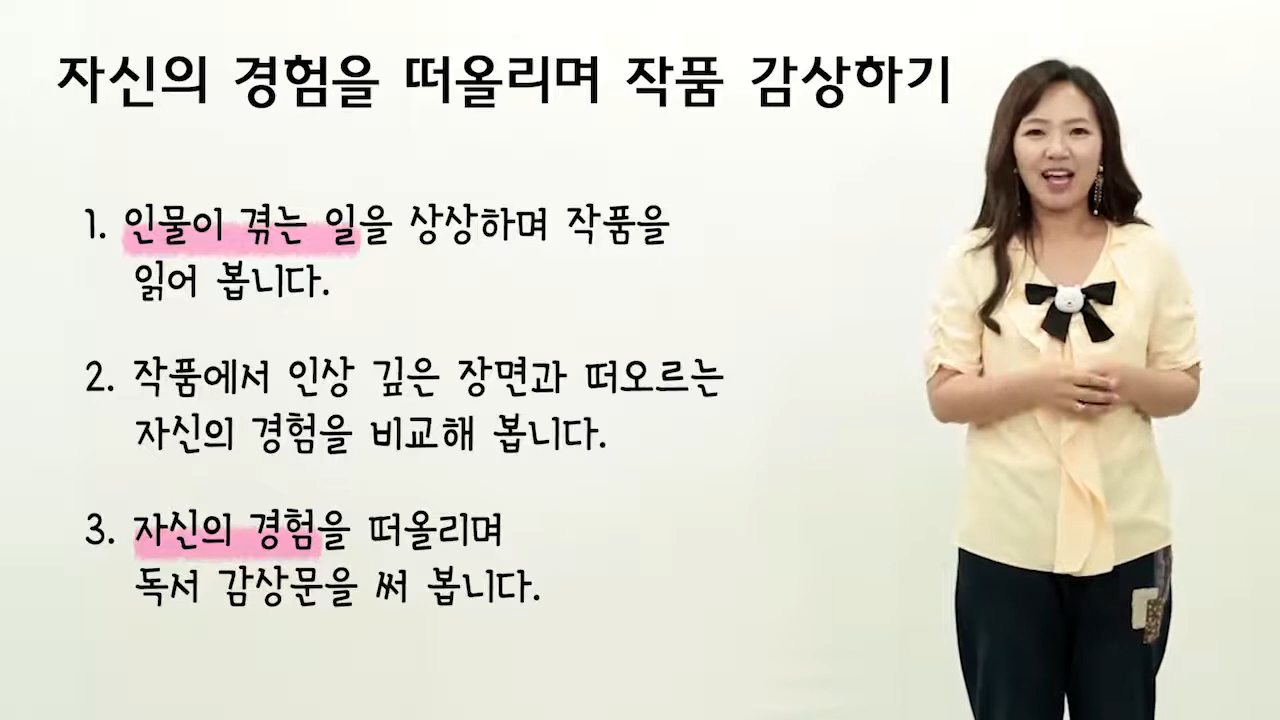 자신의 경험을 떠올리며 작품 감상하기
1. 인물이 겪는 일을 상상하며 작품을
읽어 봅니다.
2. 작품에서 인상 깊은 장면과 떠오르는
자신의 경험을 비교해 봅니다.
3. 자신의 경험을 떠올리며
독서 감상문을 써 봅니다.